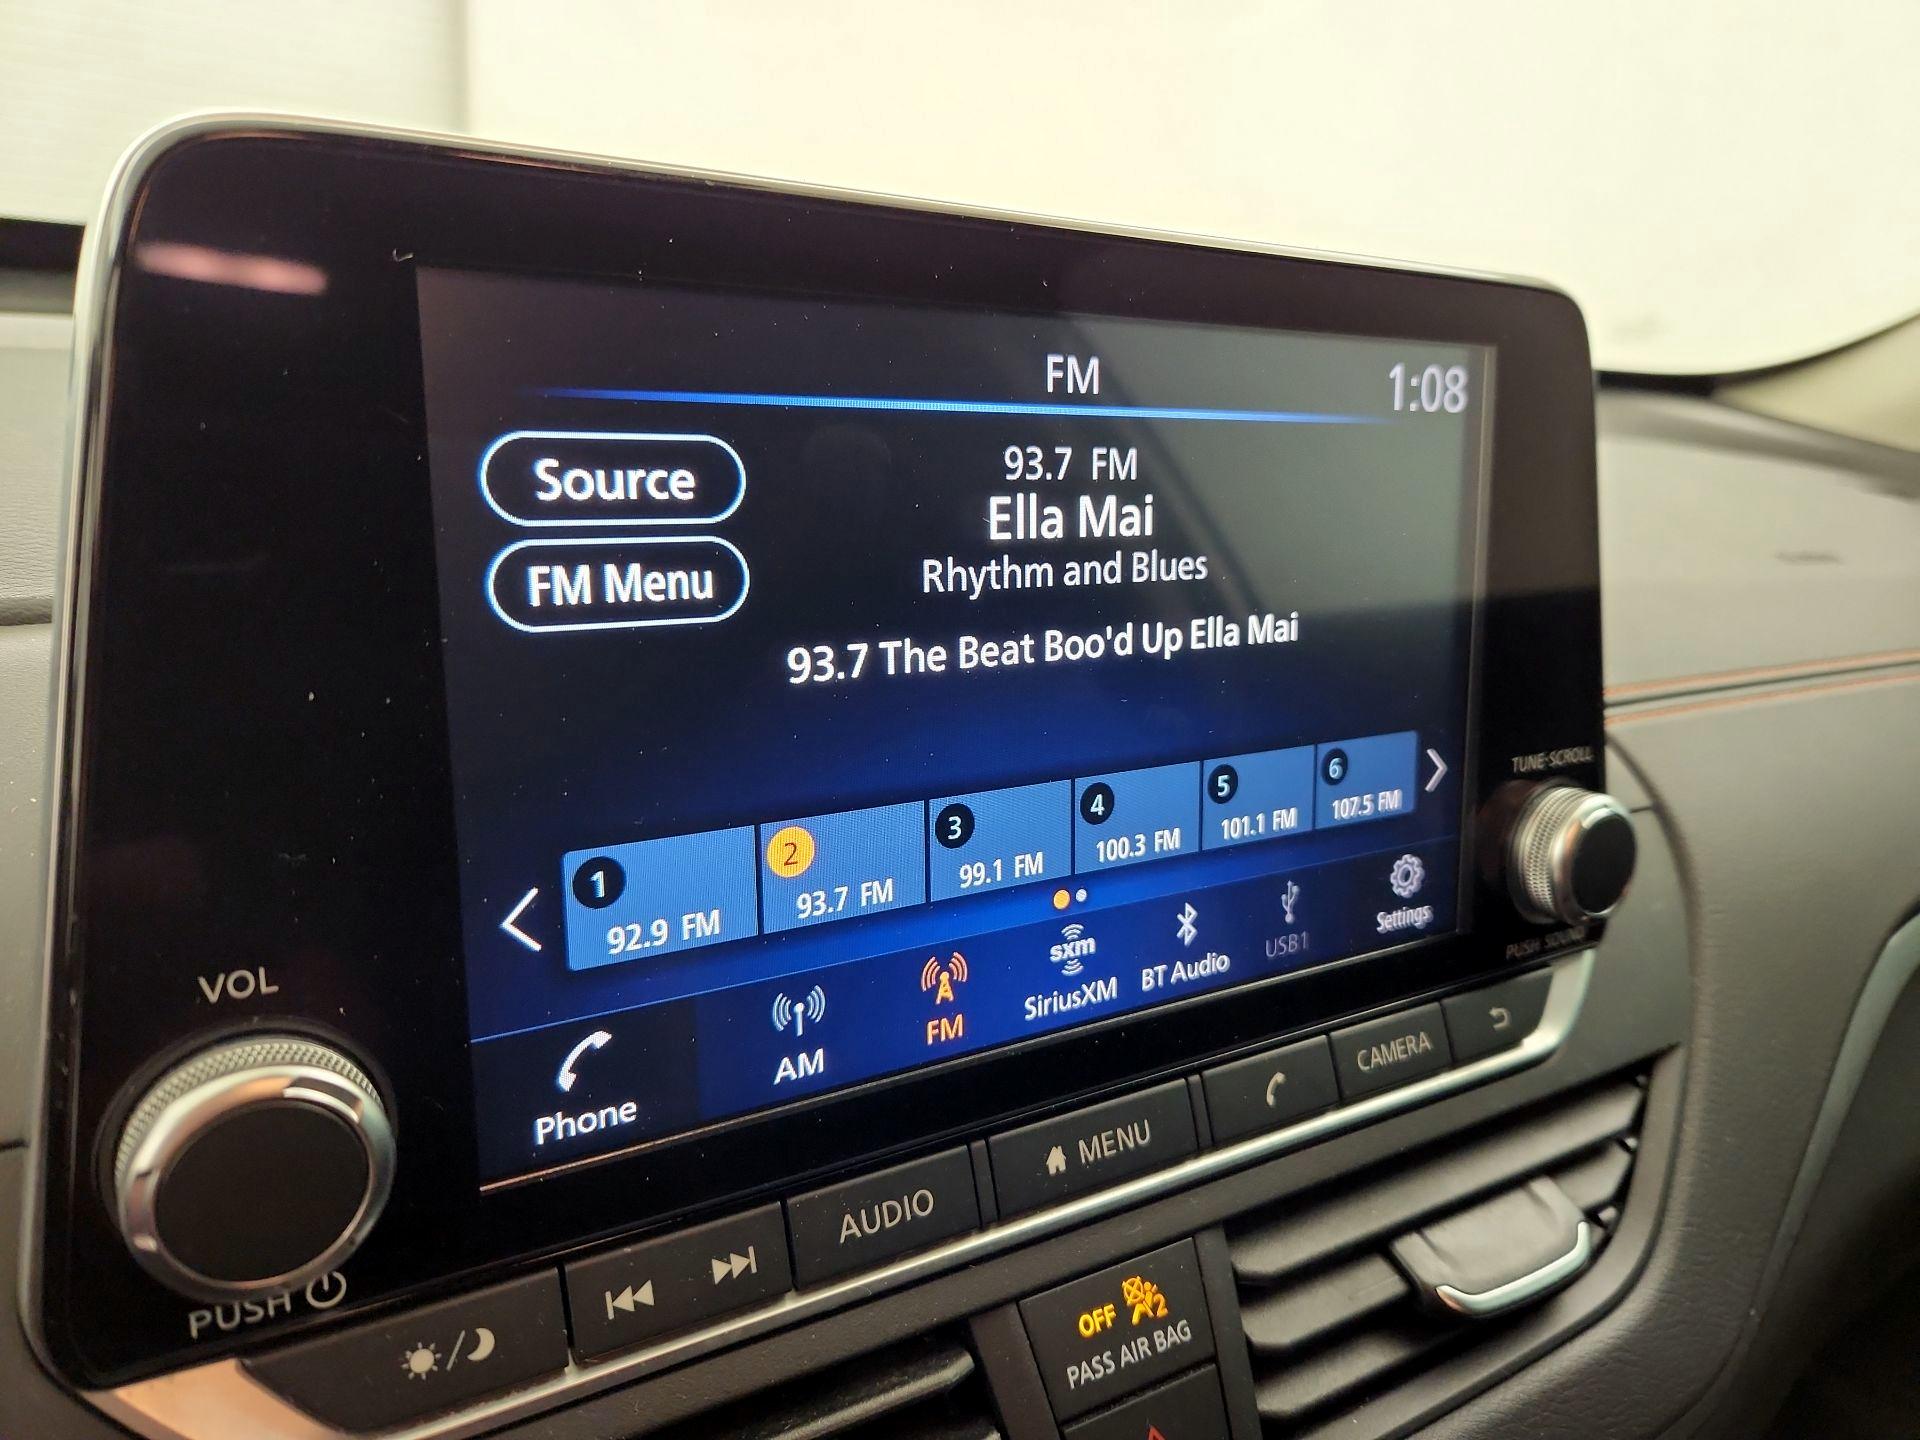 FM
1:08
Source
93.7 FM
Ella Mai
FM Menu
Rhythm and Blues
93.7 The Beat Boo'd Up Ella Mai
1
92.9 FM
2
93.7 FM
3
99.1 FM
4
100.3 FM
5
101.1 FM
6
107.5 FM
Phone
AM
FM
sxm
SiriusXM
BT Audio
USB1
Settings
TUNE·SCROLL
PUSH SOUND
VOL
PUSH
AUDIO
MENU
CAMERA
OFF
2
PASS AIR BAG